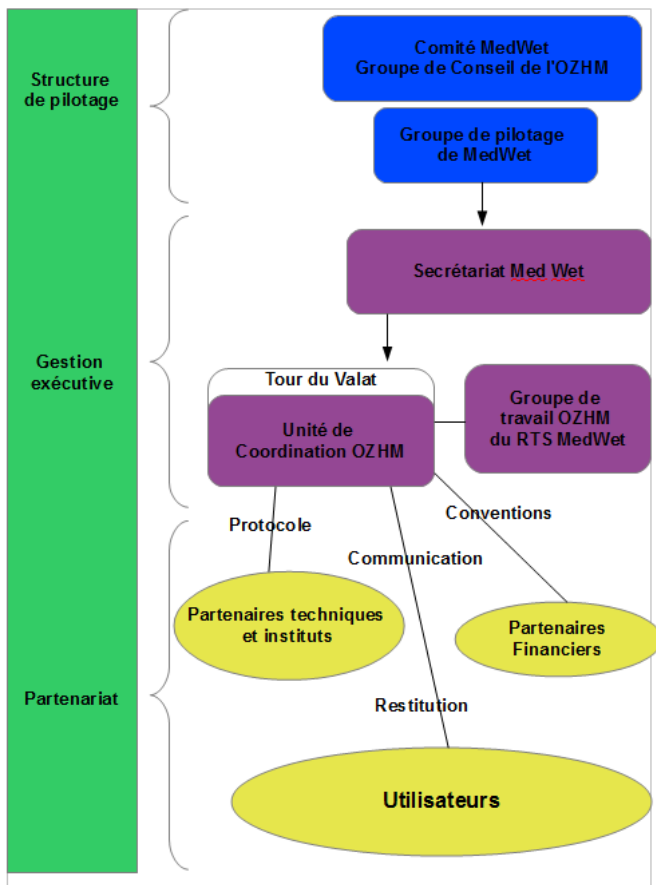 Structure
de pilotage
Comité MedWet
Groupe de Conseil de l'OZHM
Groupe de pilotage
de MedWet
Secrétariat Med Wet
Gestion
exécutive
Tour du Valat
Unité de
Coordination OZHM
Groupe de
travail OZHM
du RTS MedWet
Protocole
Conventions
Communication
Partenaires techniques
et instituts
Partenaires
Financiers
Partenariat
Restitution
Utilisateurs